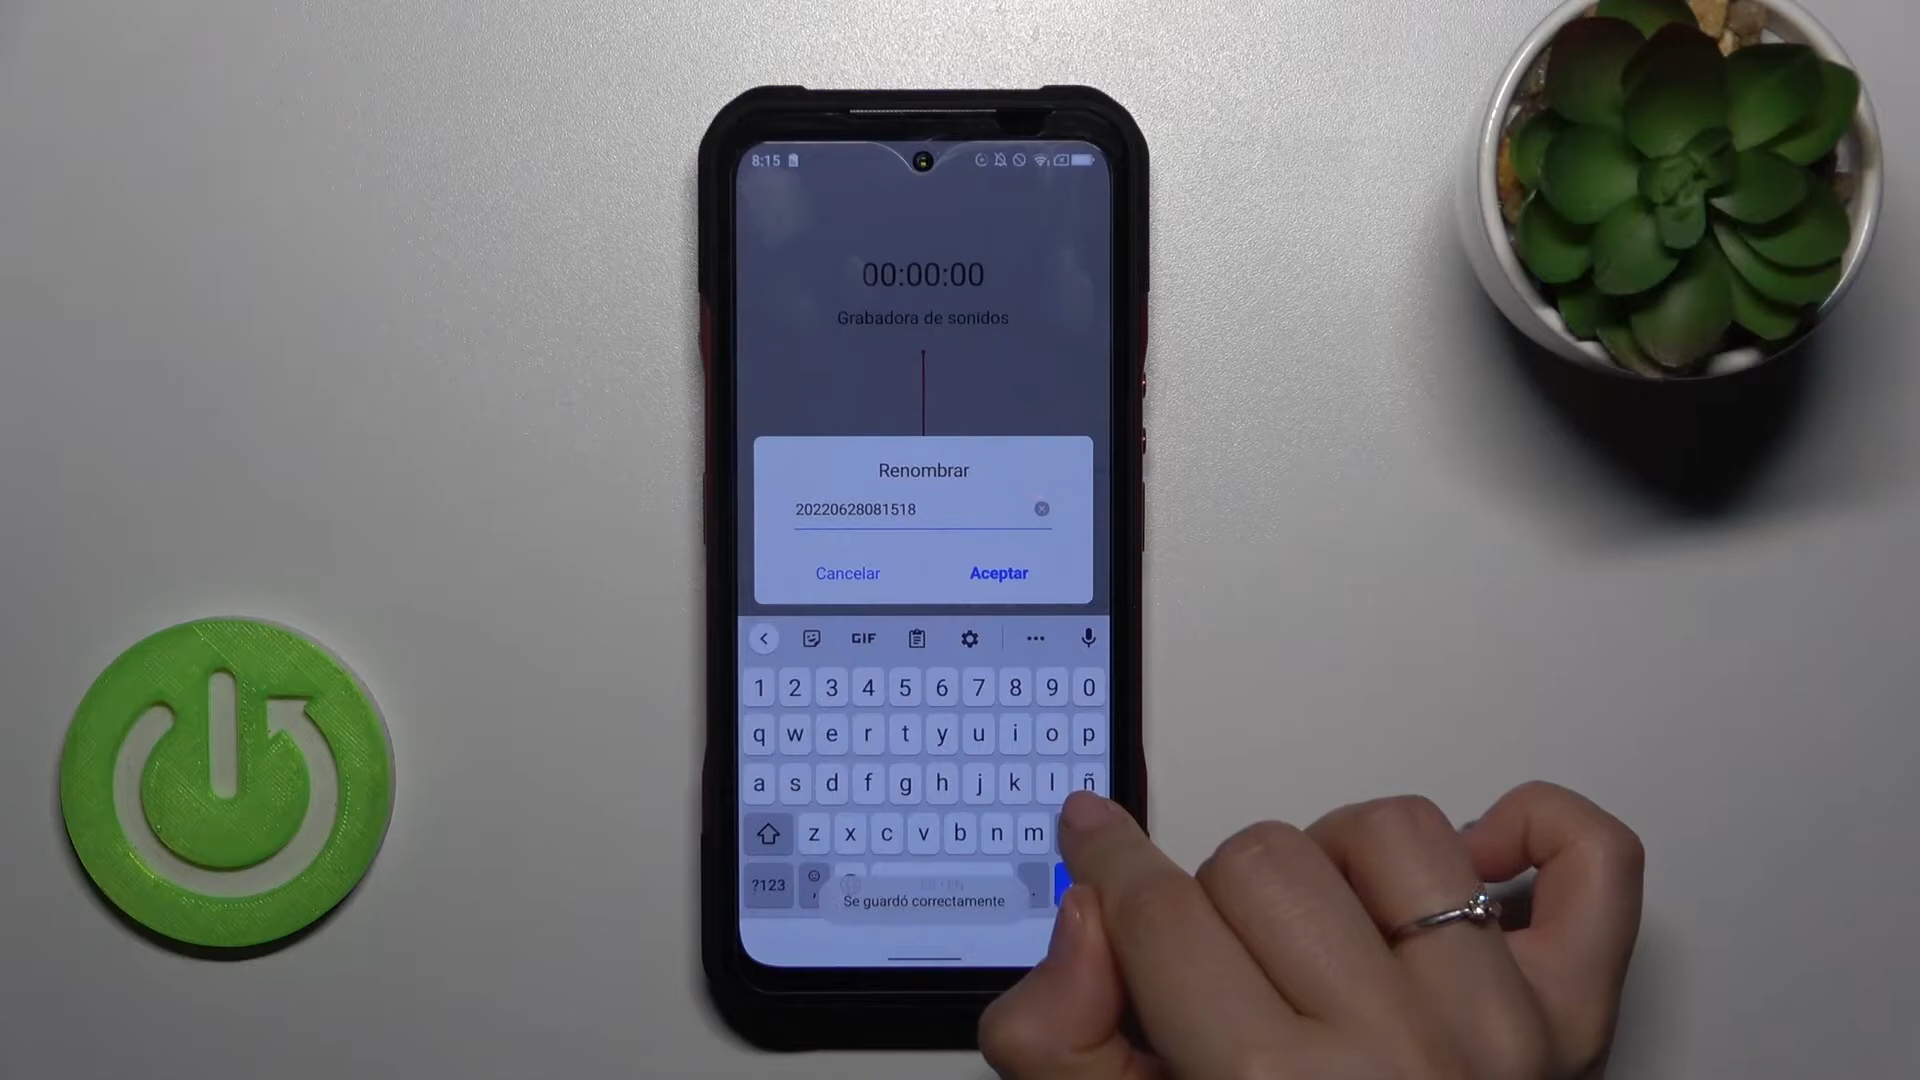 8:15
00:00:00
Grabadora de sonidos
Renombrar
20220628081518
Cancelar Aceptar
GIF
1 2 3 4 5 6 7 8 9 0
q w e r t y u i o p
a s d f g h j k l ñ
z x c v b n m
?123 , .
Se guardó correctamente